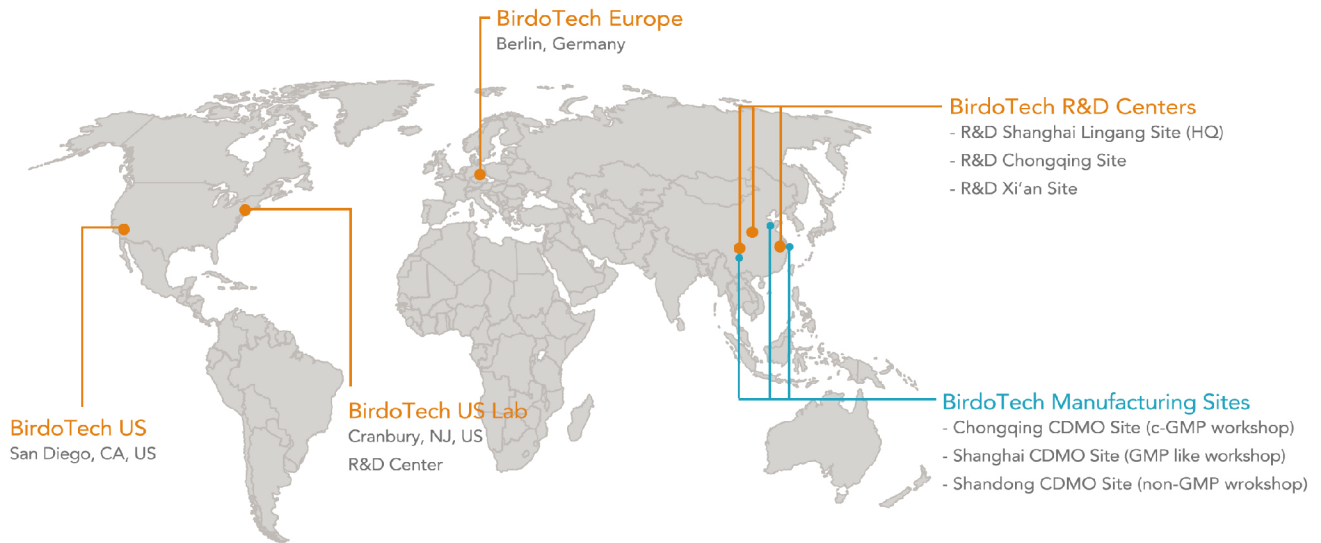 BirdoTech Europe
Berlin, Germany
BirdoTech R&D Centers
- R&D Shanghai Lingang Site (HQ)
- R&D Chongqing Site
- R&D Xi'an Site
BirdoTech US
San Diego, CA, US
BirdoTech US Lab
Cranbury, NJ, US
R&D Center
BirdoTech Manufacturing Sites
- Chongqing CDMO Site (c-GMP workshop)
- Shanghai CDMO Site (GMP like workshop)
- Shandong CDMO Site (non-GMP wrokshop)